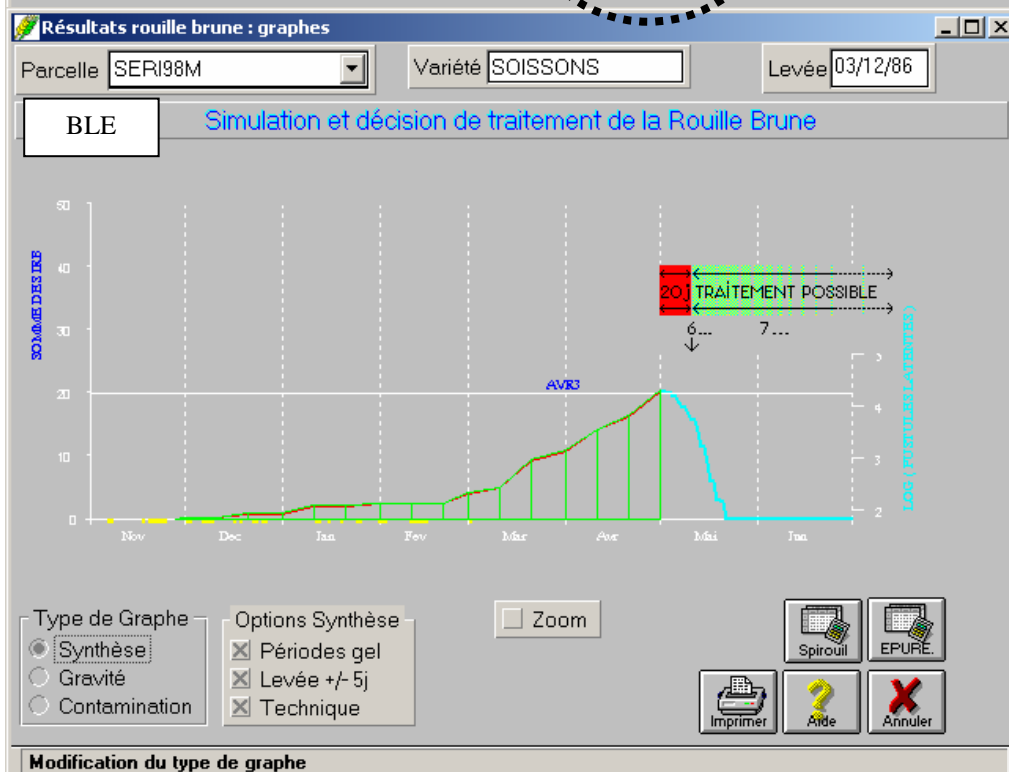 Résultats rouille brune : graphes
Parcelle SERI98M Variété SOISSONS Levée 03/12/86
BLE Simulation et décision de traitement de la Rouille Brune
50
SOMME DES IRB
40
20j TRAITEMENT POSSIBLE
30
6... 7...
5
20
AVR3
4
LOG ( PUSTULES LATENTES )
10
3
0
2
Nov Dec Jan Fev Mar Avr Mai Jun
Type de Graphe
Synthèse
Gravité
Contamination
Options Synthèse
Périodes gel
Levée +/- 5j
Technique
Zoom
Spirouil EPURE.
Imprimer Aide Annuler
Modification du type de graphe